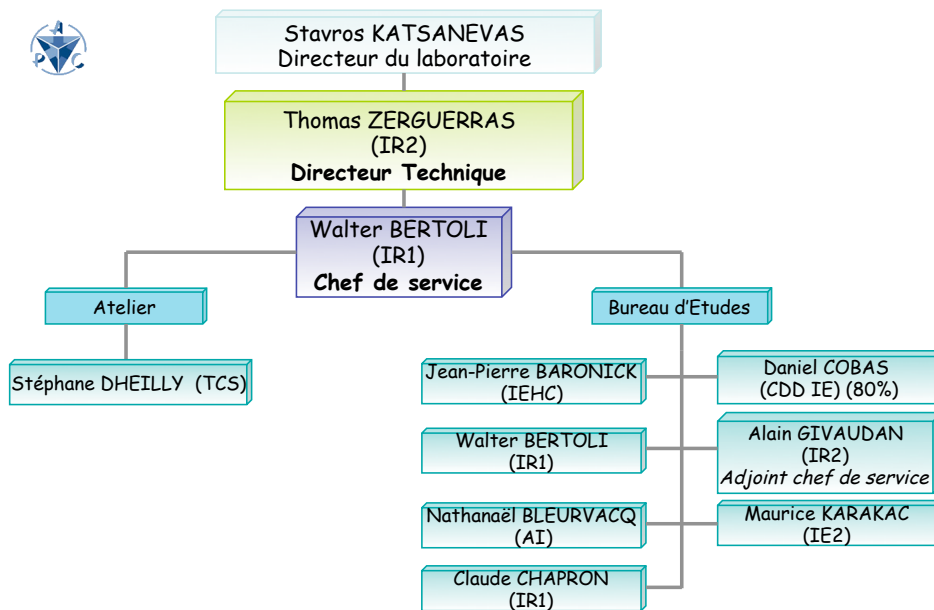 A
P
C
Stavros KATSANEVAS
Directeur du laboratoire
Thomas ZERGUERRAS
(IR2)
Directeur Technique
Walter BERTOLI
(IR1)
Chef de service
Atelier
Bureau d’Etudes
Stéphane DHEILLY (TCS)
Jean-Pierre BARONICK
(IEHC)
Daniel COBAS
(CDD IE) (80%)
Walter BERTOLI
(IR1)
Alain GIVAUDAN
(IR2)
Adjoint chef de service
Nathanaël BLEURVACQ
(AI)
Maurice KARAKAC
(IE2)
Claude CHAPRON
(IR1)